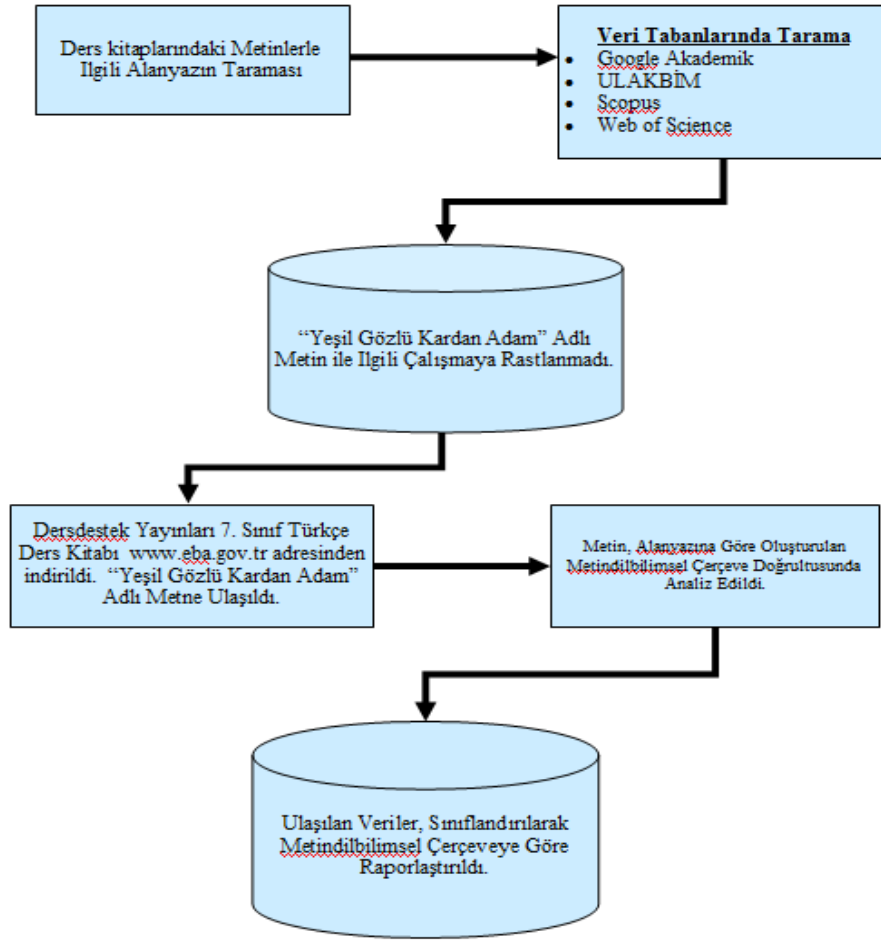 Ders kitaplarındaki Metinlerle
Ilgili Alanyazın Taraması
Veri Tabanlarında Tarama
• Google Akademik
• ULAKBİM
• Scopus
• Web of Science
“Yeşil Gözlü Kardan Adam” Adlı
Metin ile Ilgili Çalışmaya Rastlanmadı.
Dersdestek Yayınları 7. Sınıf Türkçe
Ders Kitabı www.eba.gov.tr adresinden
indirildi. “Yeşil Gözlü Kardan Adam”
Adlı Metne Ulaşıldı.
Metin, Alanyazına Göre Oluşturulan
Metindilbilimsel Çerçeve Doğrultusunda
Analiz Edildi.
Ulaşılan Veriler, Sınıflandırılarak
Metindilbilimsel Çerçeveye Göre
Raporlaştırıldı.